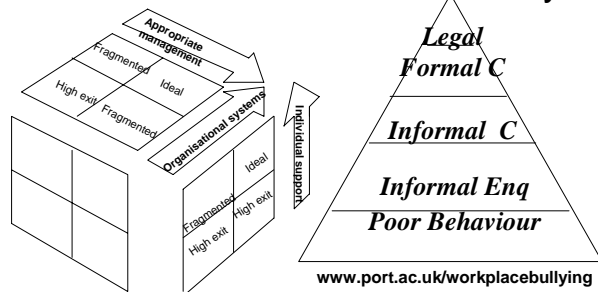 Appropriate
management
Fragmented
Ideal
High exit
Fragmented
Organisational systems
Individual support
Ideal
Fragmented
High exit
High exit
Legal
Formal C
Informal C
Informal Enq
Poor Behaviour
www.port.ac.uk/workplacebullying